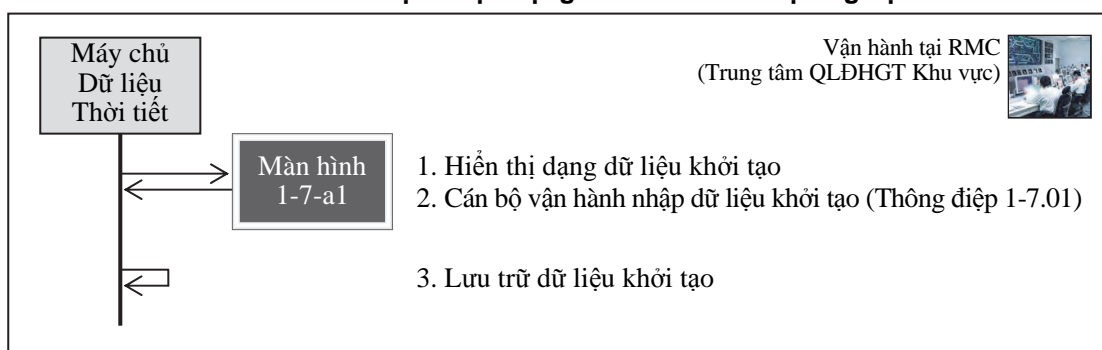 Máy chủ
Dữ liệu
Thời tiết
Vận hành tại RMC
(Trung tâm QLĐHGT Khu vực)
Màn hình
1-7-a1
1. Hiển thị dạng dữ liệu khởi tạo
2. Cán bộ vận hành nhập dữ liệu khởi tạo (Thông điệp 1-7.01)
3. Lưu trữ dữ liệu khởi tạo